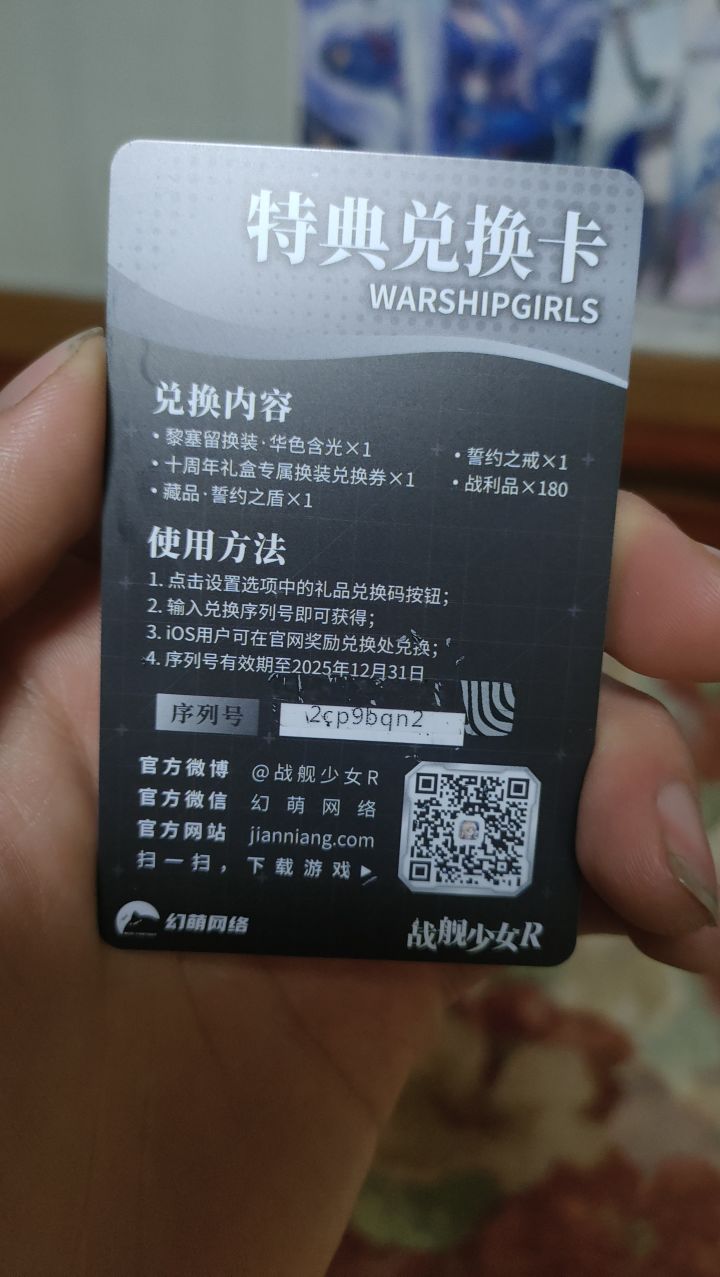 特典兑换卡
WARSHIPGIRLS
兑换内容
• 黎塞留换装·华色含光×1
• 十周年礼盒专属换装兑换券×1
• 藏品·誓约之盾×1
• 誓约之戒×1
• 战利品×180
使用方法
1. 点击设置选项中的礼品兑换码按钮；
2. 输入兑换序列号即可获得；
3. iOS用户可在官网奖励兑换处兑换；
4. 序列号有效期至2025年12月31日
序列号 2cp9bqn2
官方微博 @战舰少女R
官方微信 幻萌网络
官方网站 jianniang.com
扫一扫，下载游戏▶
幻萌网络
战舰少女R